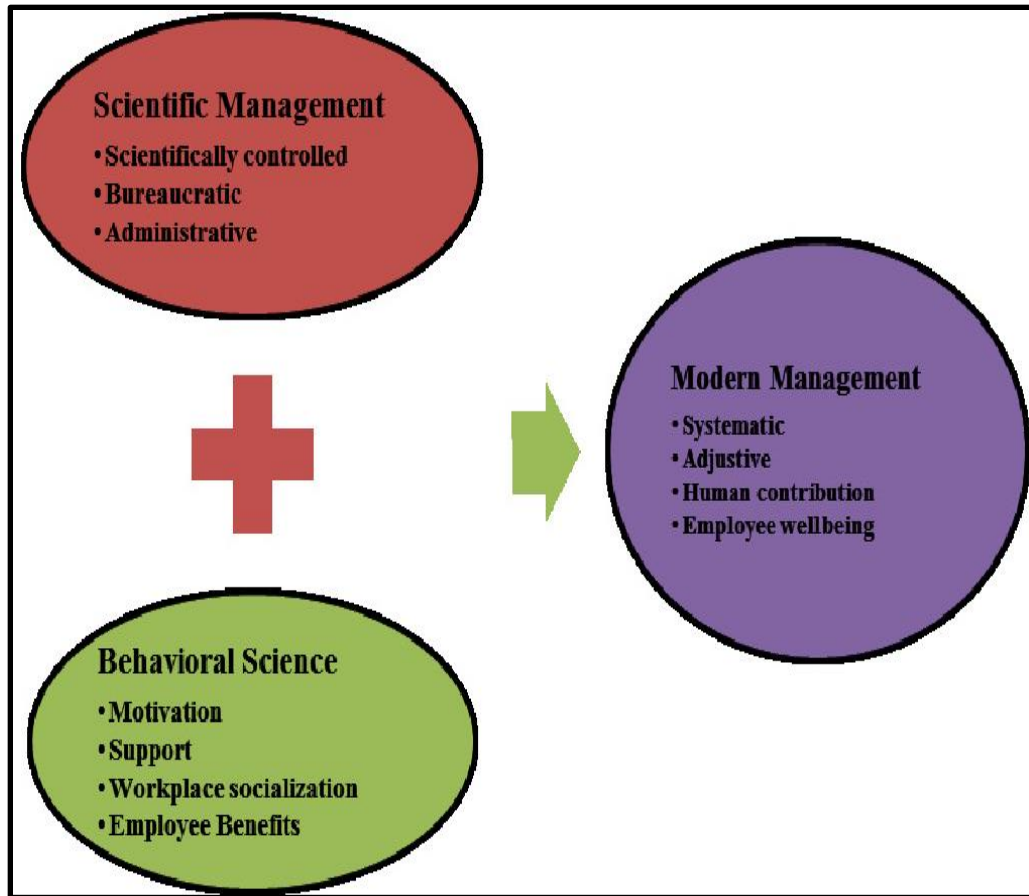 Scientific Management
• Scientifically controlled
• Bureaucratic
• Administrative
Behavioral Science
• Motivation
• Support
• Workplace socialization
• Employee Benefits
Modern Management
• Systematic
• Adjustive
• Human contribution
• Employee wellbeing